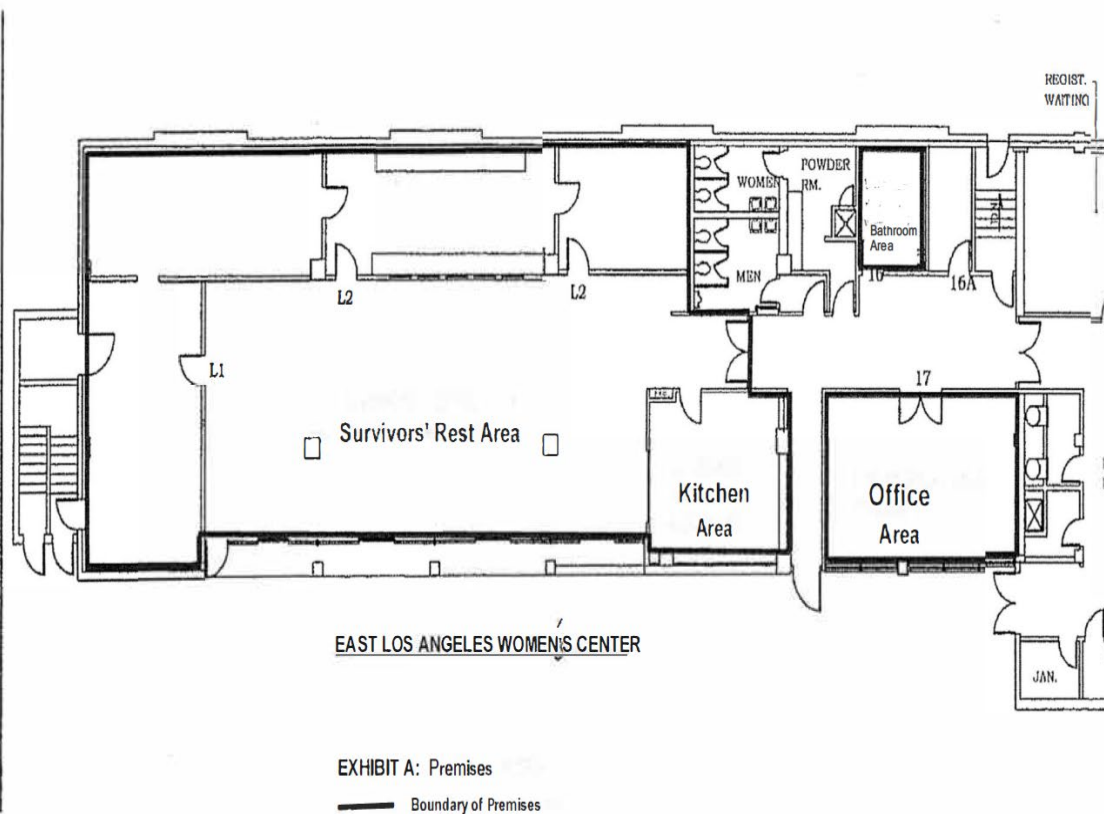 REGIST.
WAITING
WOMEN
POWDER
RM.
Bathroom
Area
MEN
16
16A
L2
L2
L1
17
Survivors' Rest Area
Kitchen
Area
Office
Area
EAST LOS ANGELES WOMEN'S CENTER
JAN.
EXHIBIT A: Premises
Boundary of Premises